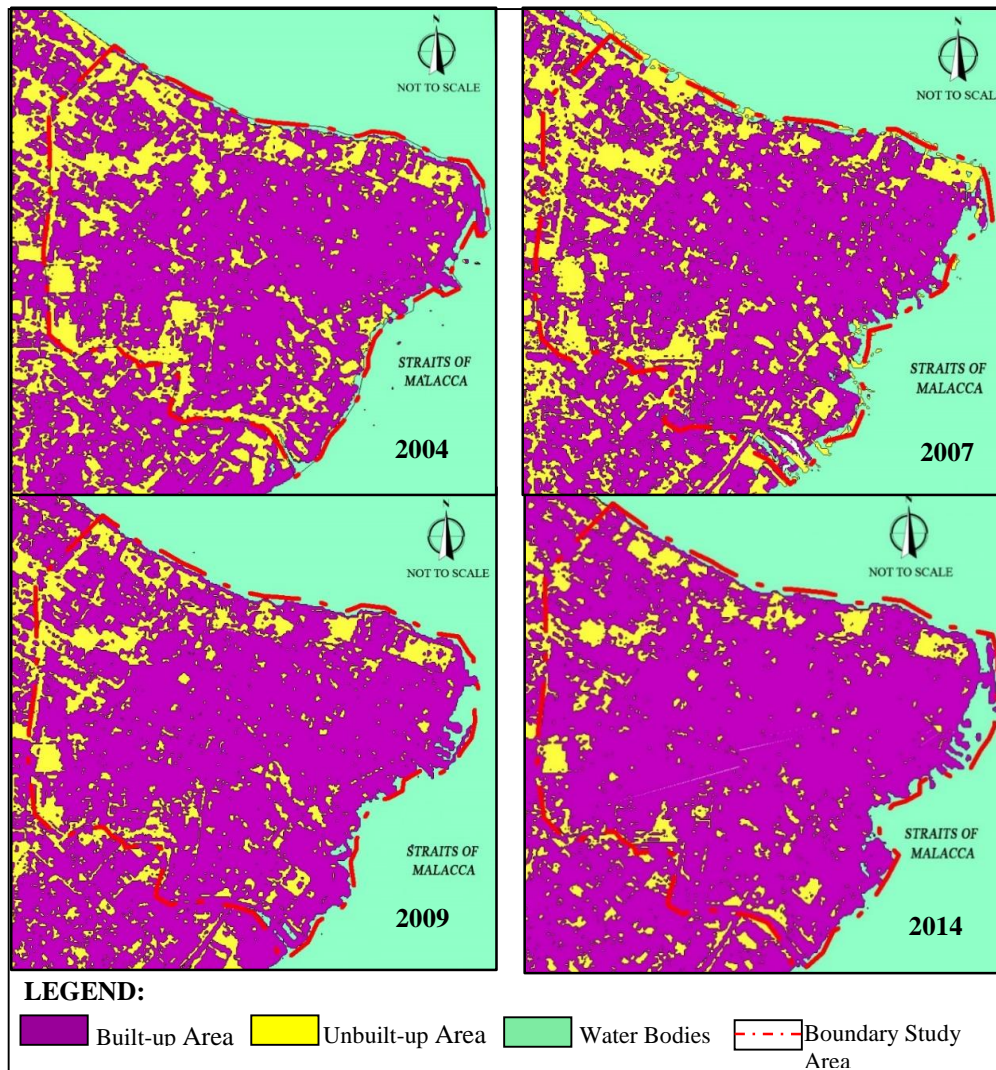 N
NOT TO SCALE
STRAITS OF
MALACCA
2004
N
NOT TO SCALE
STRAITS OF
MALACCA
2007
N
NOT TO SCALE
STRAITS OF
MALACCA
2009
N
NOT TO SCALE
STRAITS OF
MALACCA
2014
LEGEND:
Built-up Area
Unbuilt-up Area
Water Bodies
Boundary Study
Area